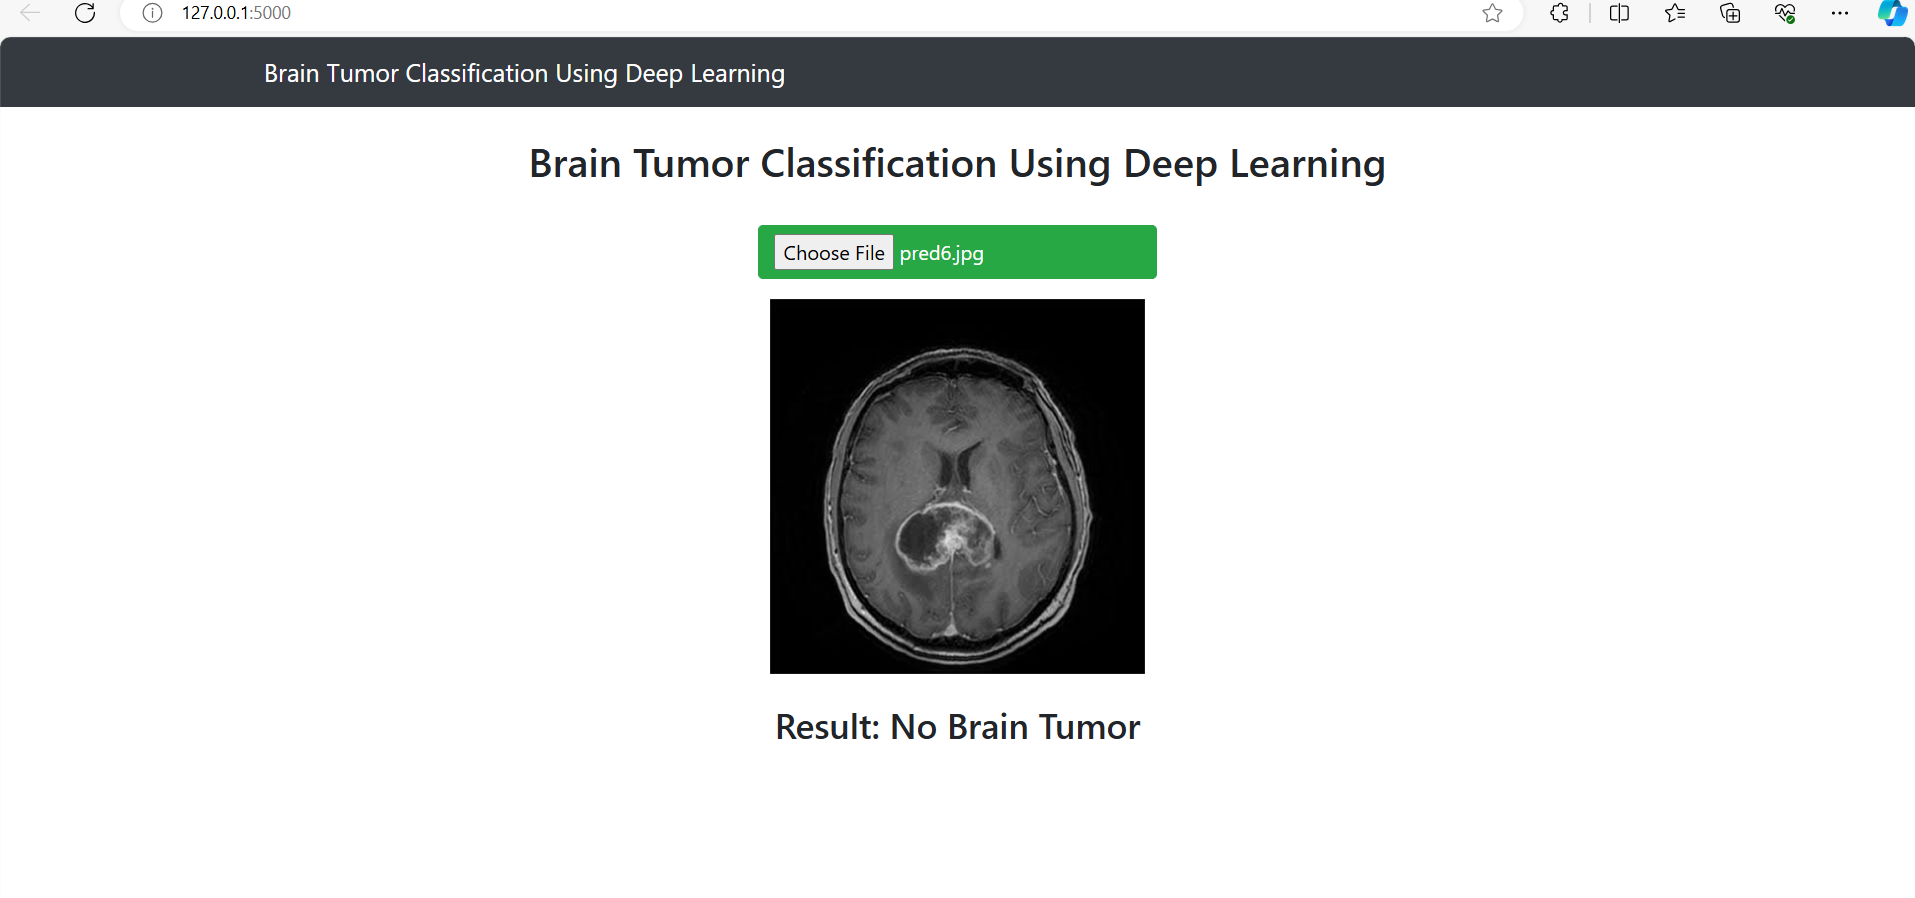 127.0.0.1:5000
Brain Tumor Classification Using Deep Learning
Brain Tumor Classification Using Deep Learning
Choose File pred6.jpg
Result: No Brain Tumor